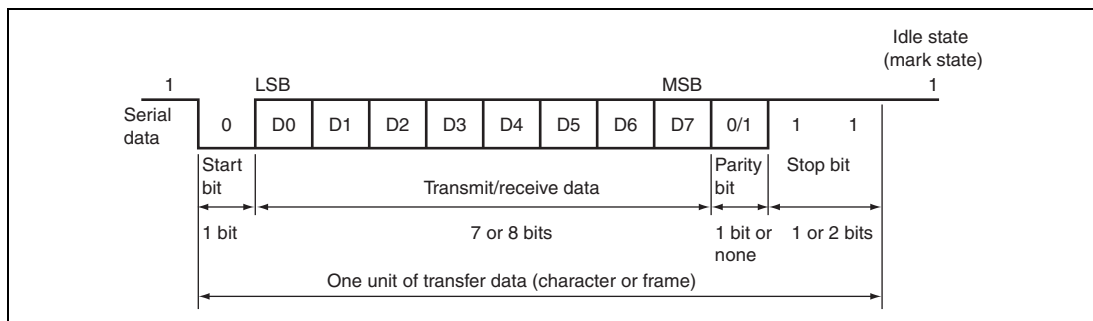 Idle state
(mark state)
1 LSB MSB 1
Serial
data
0 D0 D1 D2 D3 D4 D5 D6 D7 0/1 1 1
Start
bit
Transmit/receive data
Parity
bit
Stop bit
1 bit
7 or 8 bits
1 bit or
none
1 or 2 bits
One unit of transfer data (character or frame)